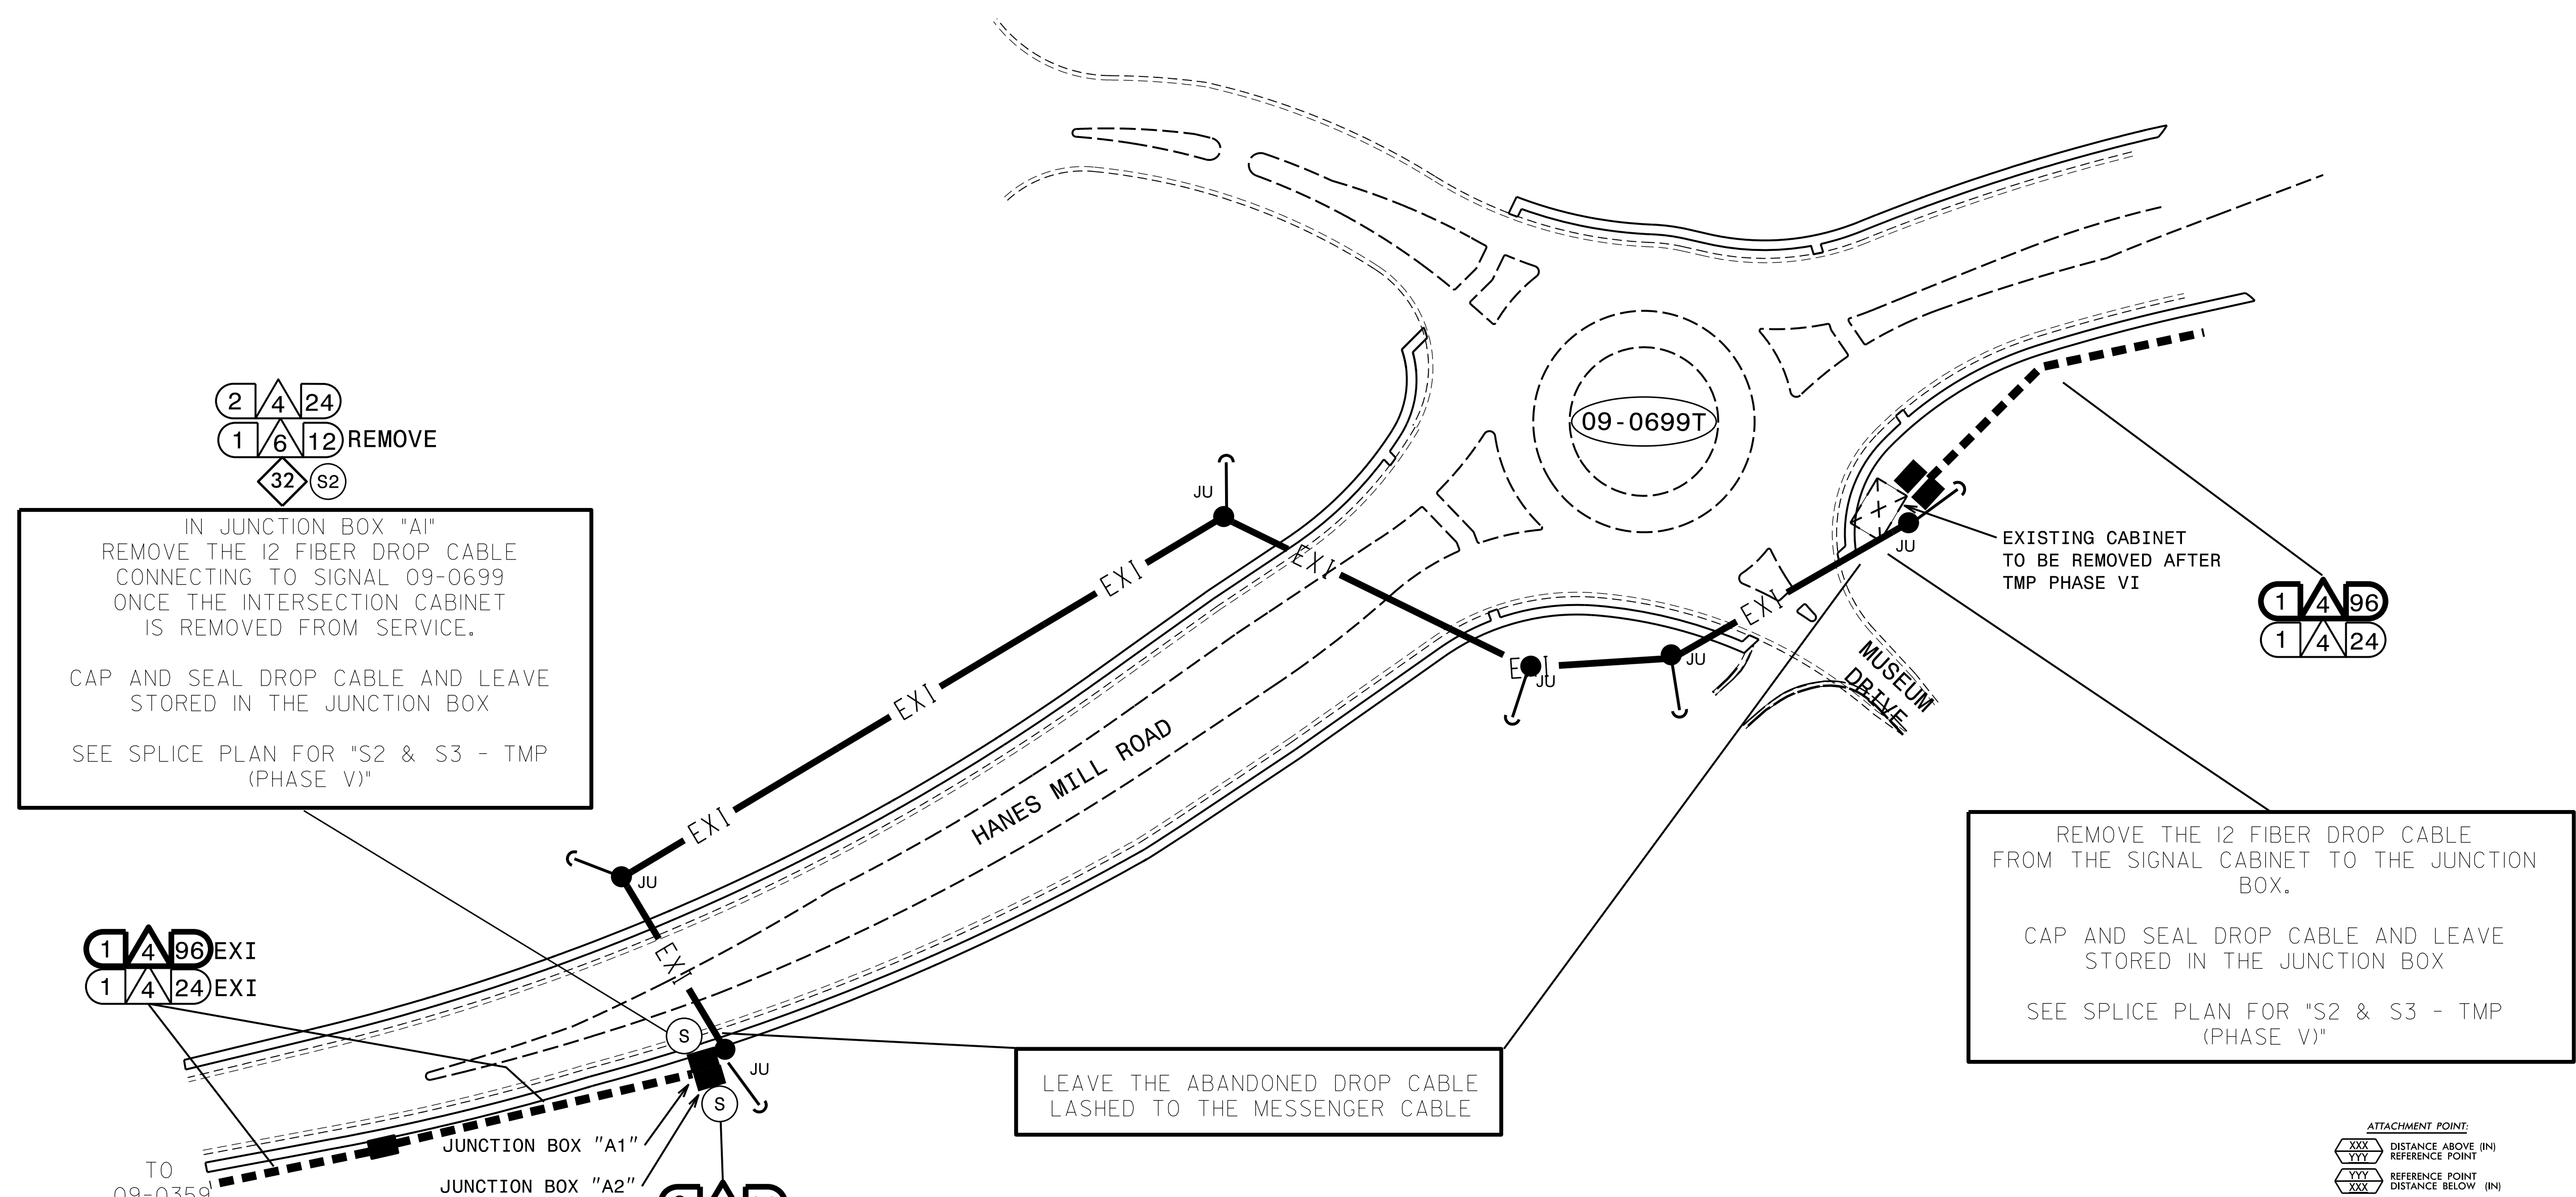 09-0699T
2 4 24
1 6 12 REMOVE
32 S2
IN JUNCTION BOX "A1"
REMOVE THE 12 FIBER DROP CABLE
CONNECTING TO SIGNAL 09-0699
ONCE THE INTERSECTION CABINET
IS REMOVED FROM SERVICE.
CAP AND SEAL DROP CABLE AND LEAVE
STORED IN THE JUNCTION BOX
SEE SPLICE PLAN FOR "S2 & S3 - TMP
(PHASE V)"
JU
EXI
EXI
EXI
EXI
JU
EXI
EXI
JU
JU
EXI
JU
EXISTING CABINET
TO BE REMOVED AFTER
TMP PHASE VI
1 4 96
1 4 24
MUSEUM
DRIVE
HANES MILL ROAD
REMOVE THE 12 FIBER DROP CABLE
FROM THE SIGNAL CABINET TO THE JUNCTION
BOX.
CAP AND SEAL DROP CABLE AND LEAVE
STORED IN THE JUNCTION BOX
SEE SPLICE PLAN FOR "S2 & S3 - TMP
(PHASE V)"
1 4 96 EXI
1 4 24 EXI
S
JU
S
LEAVE THE ABANDONED DROP CABLE
LASHED TO THE MESSENGER CABLE
JUNCTION BOX "A1"
JUNCTION BOX "A2"
TO
09-0359
ATTACHMENT POINT:
XXX DISTANCE ABOVE (IN)
YYY REFERENCE POINT
YYY REFERENCE POINT
XXX DISTANCE BELOW (IN)